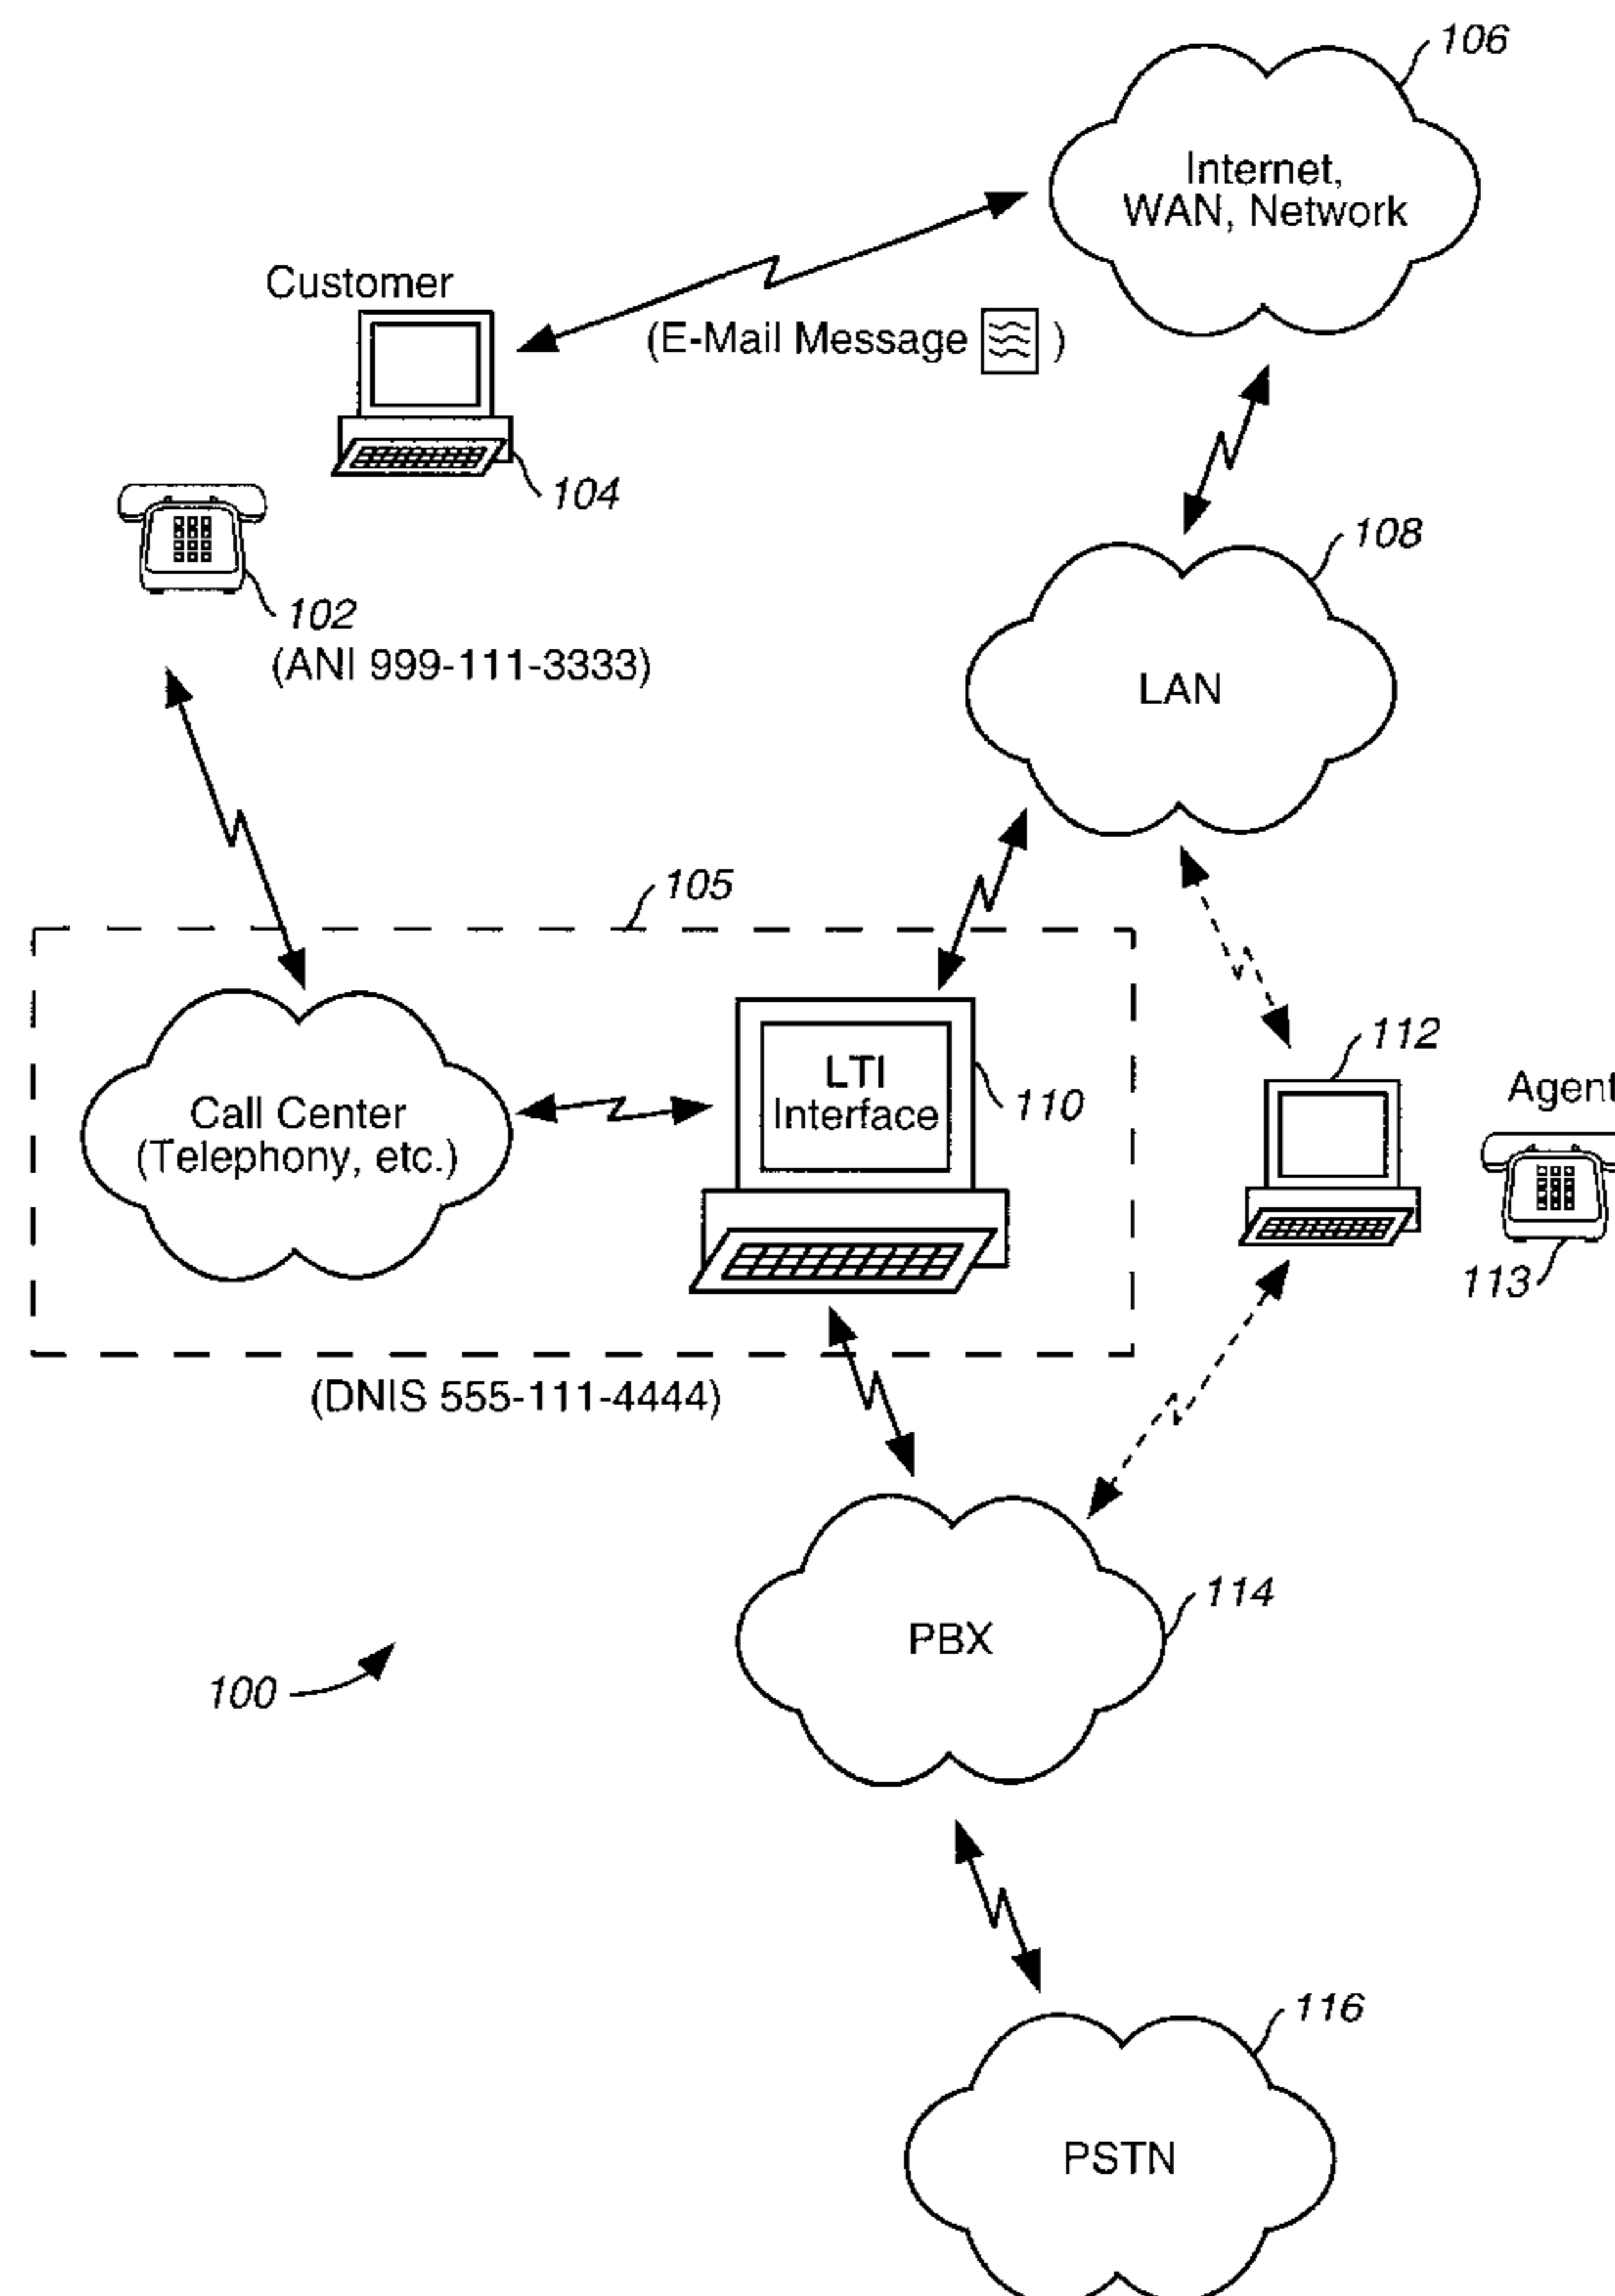 106
Internet,
WAN, Network
Customer
(E-Mail Message )
104
108
102
(ANI 999-111-3333)
LAN
105
112
LTI
Interface
110
Agent
Call Center
(Telephony, etc.)
113
(DNIS 555-111-4444)
114
PBX
100
116
PSTN